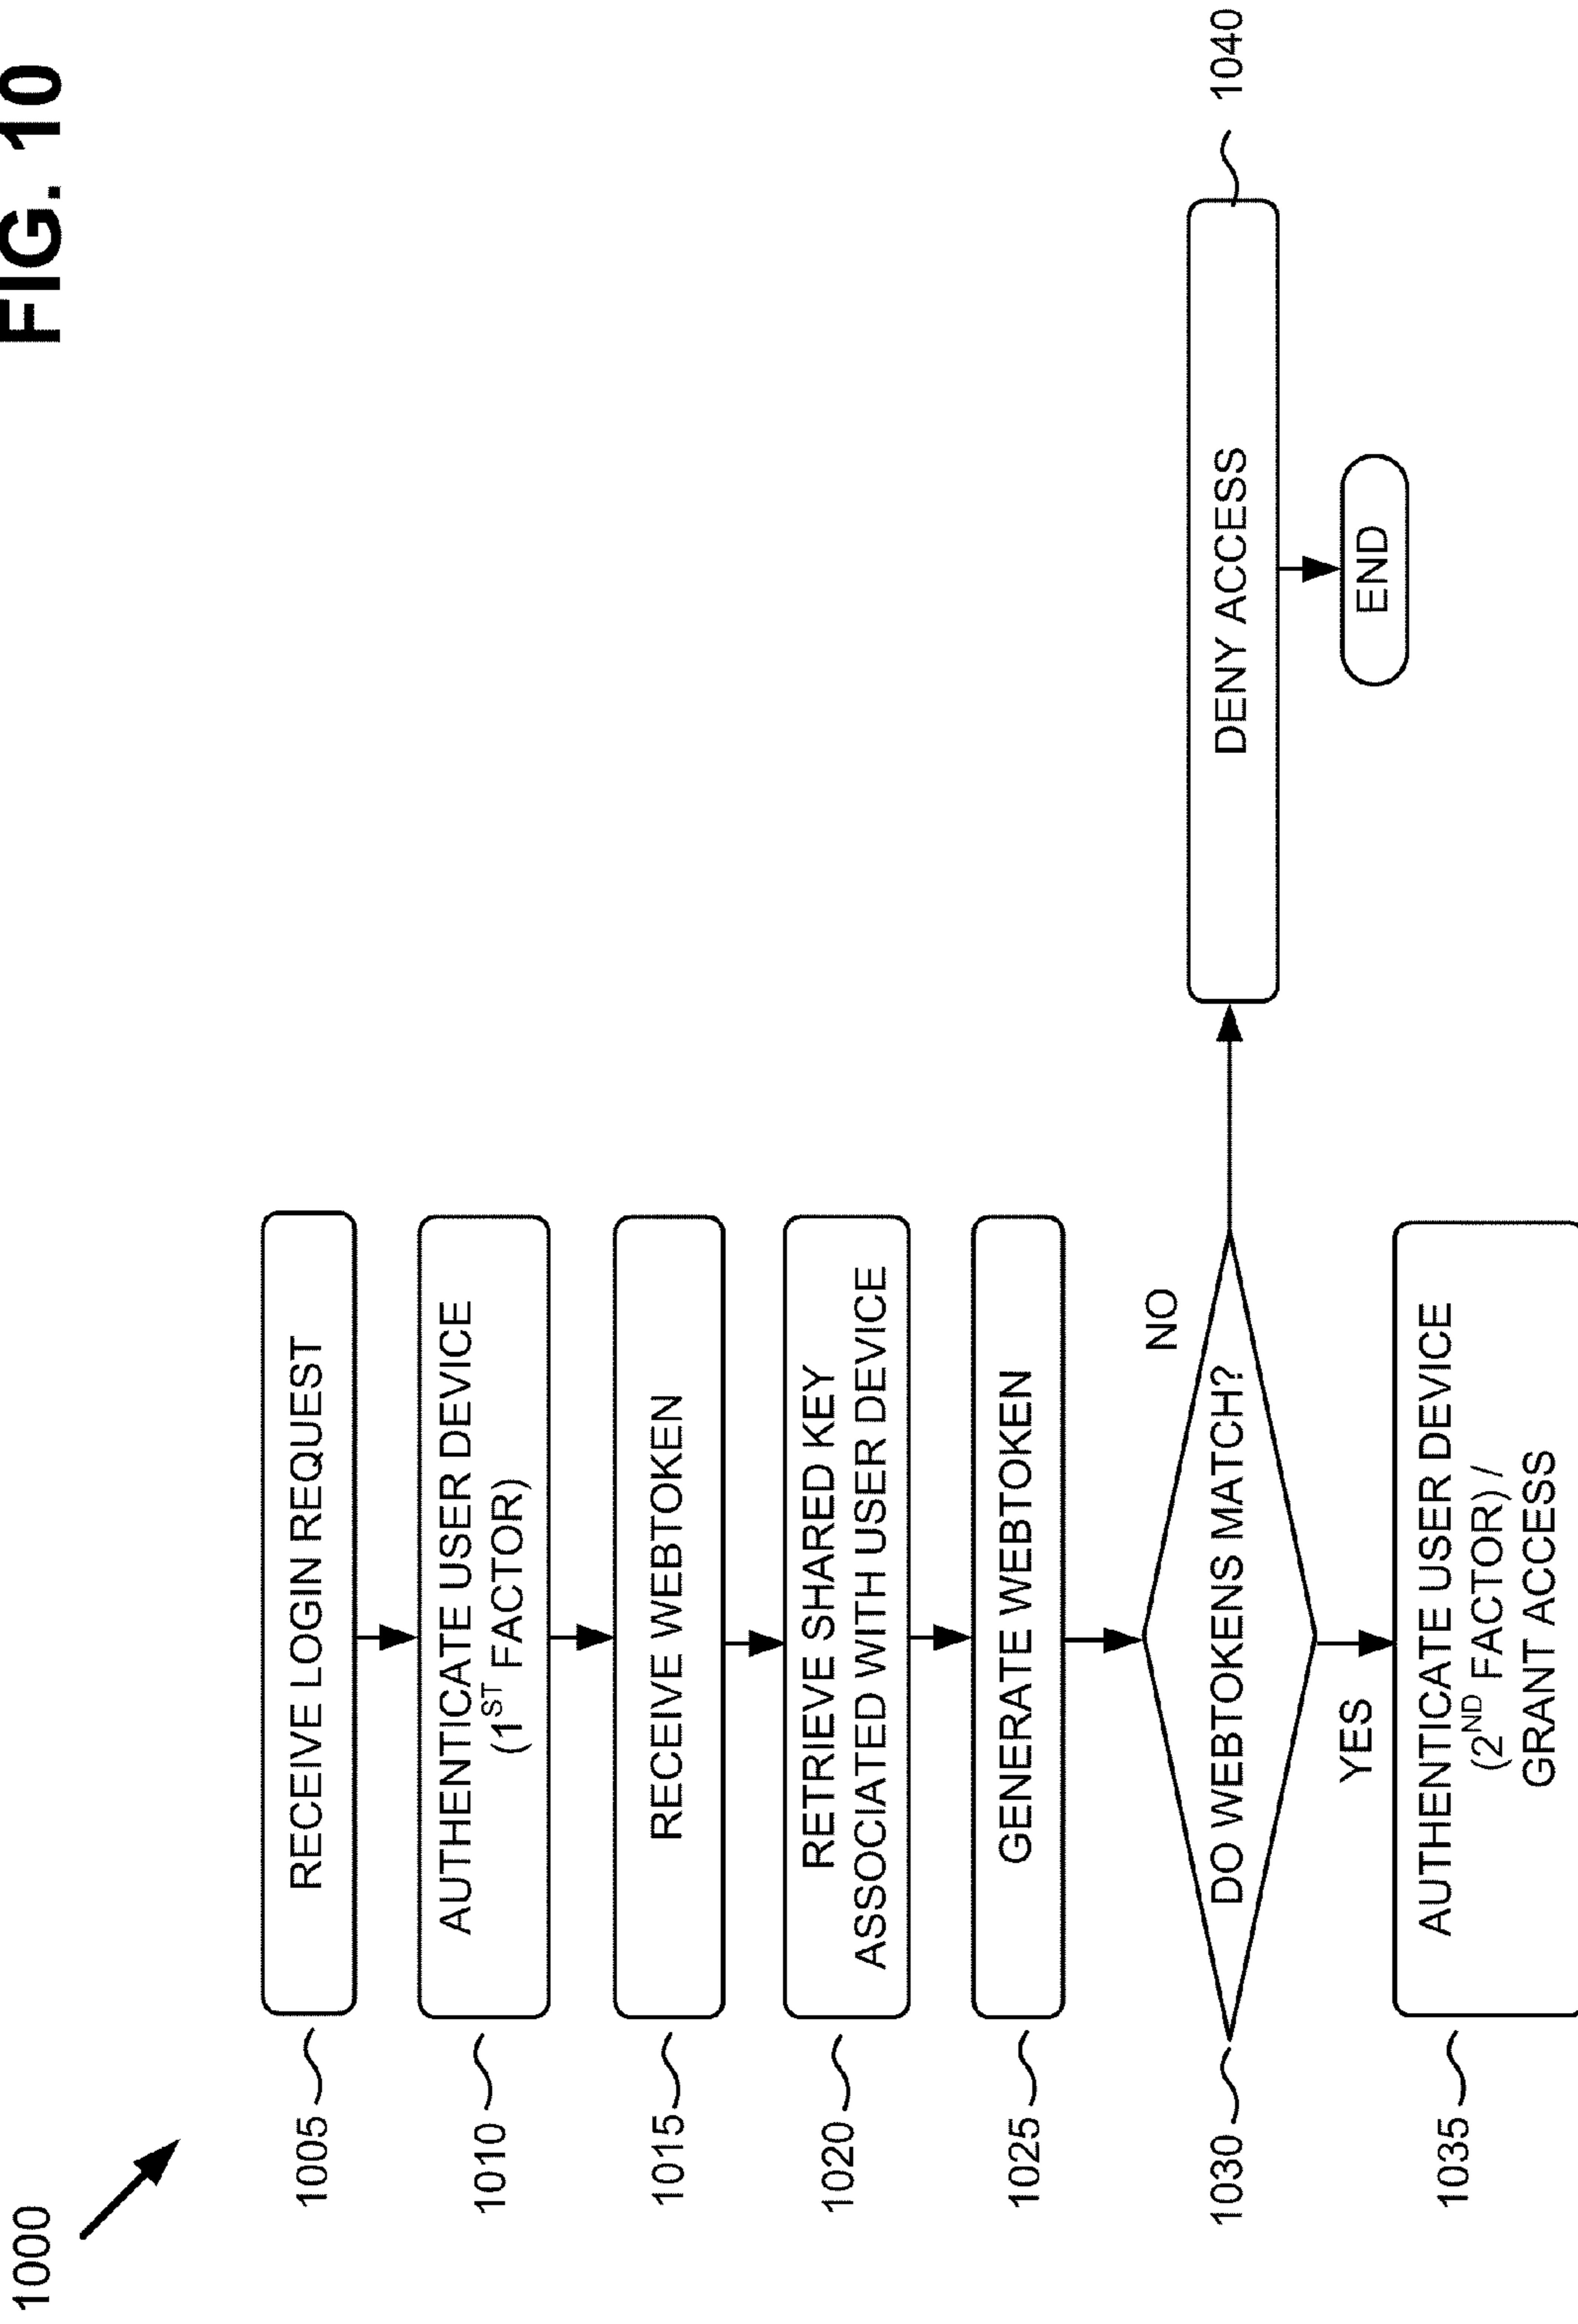 FIG. 10
1000
1005
RECEIVE LOGIN REQUEST
1010
AUTHENTICATE USER DEVICE
(1ST FACTOR)
1015
RECEIVE WEBTOKEN
1020
RETRIEVE SHARED KEY
ASSOCIATED WITH USER DEVICE
1025
GENERATE WEBTOKEN
1030
DO WEBTOKENS MATCH?
NO
DENY ACCESS
1040
END
YES
1035
AUTHENTICATE USER DEVICE
(2ND FACTOR) /
GRANT ACCESS